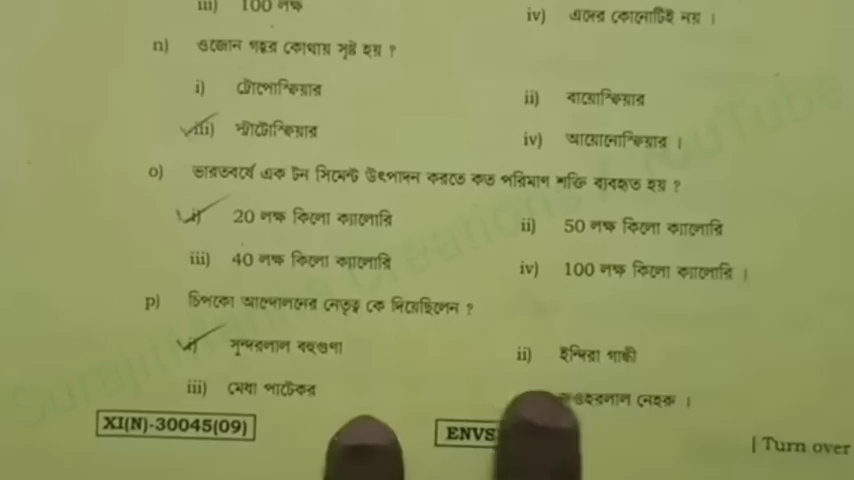 iii) 100 লক্ষ
iv) এদের কোনোটিই নয় ।
n) ওজোন গহ্বর কোথায় সৃষ্ট হয় ?
i) ট্রোপোস্ফিয়ার
ii) বায়োস্ফিয়ার
iii) স্ট্রাটোস্ফিয়ার
iv) আয়োনোস্ফিয়ার ।
o) ভারতবর্ষে এক টন সিমেন্ট উৎপাদন করতে কত পরিমাণ শক্তি ব্যবহৃত হয় ?
i) 20 লক্ষ কিলো ক্যালোরি
ii) 50 লক্ষ কিলো ক্যালোরি
iii) 40 লক্ষ কিলো ক্যালোরি
iv) 100 লক্ষ কিলো ক্যালোরি ।
p) চিপকো আন্দোলনের নেতৃত্ব কে দিয়েছিলেন ?
i) সুন্দরলাল বহুগুণা
ii) ইন্দিরা গান্ধী
iii) মেধা পাটেকর
জওহরলাল নেহরু ।
XI(N)-30045(09)
ENVS
[ Turn over
Creations YouTube